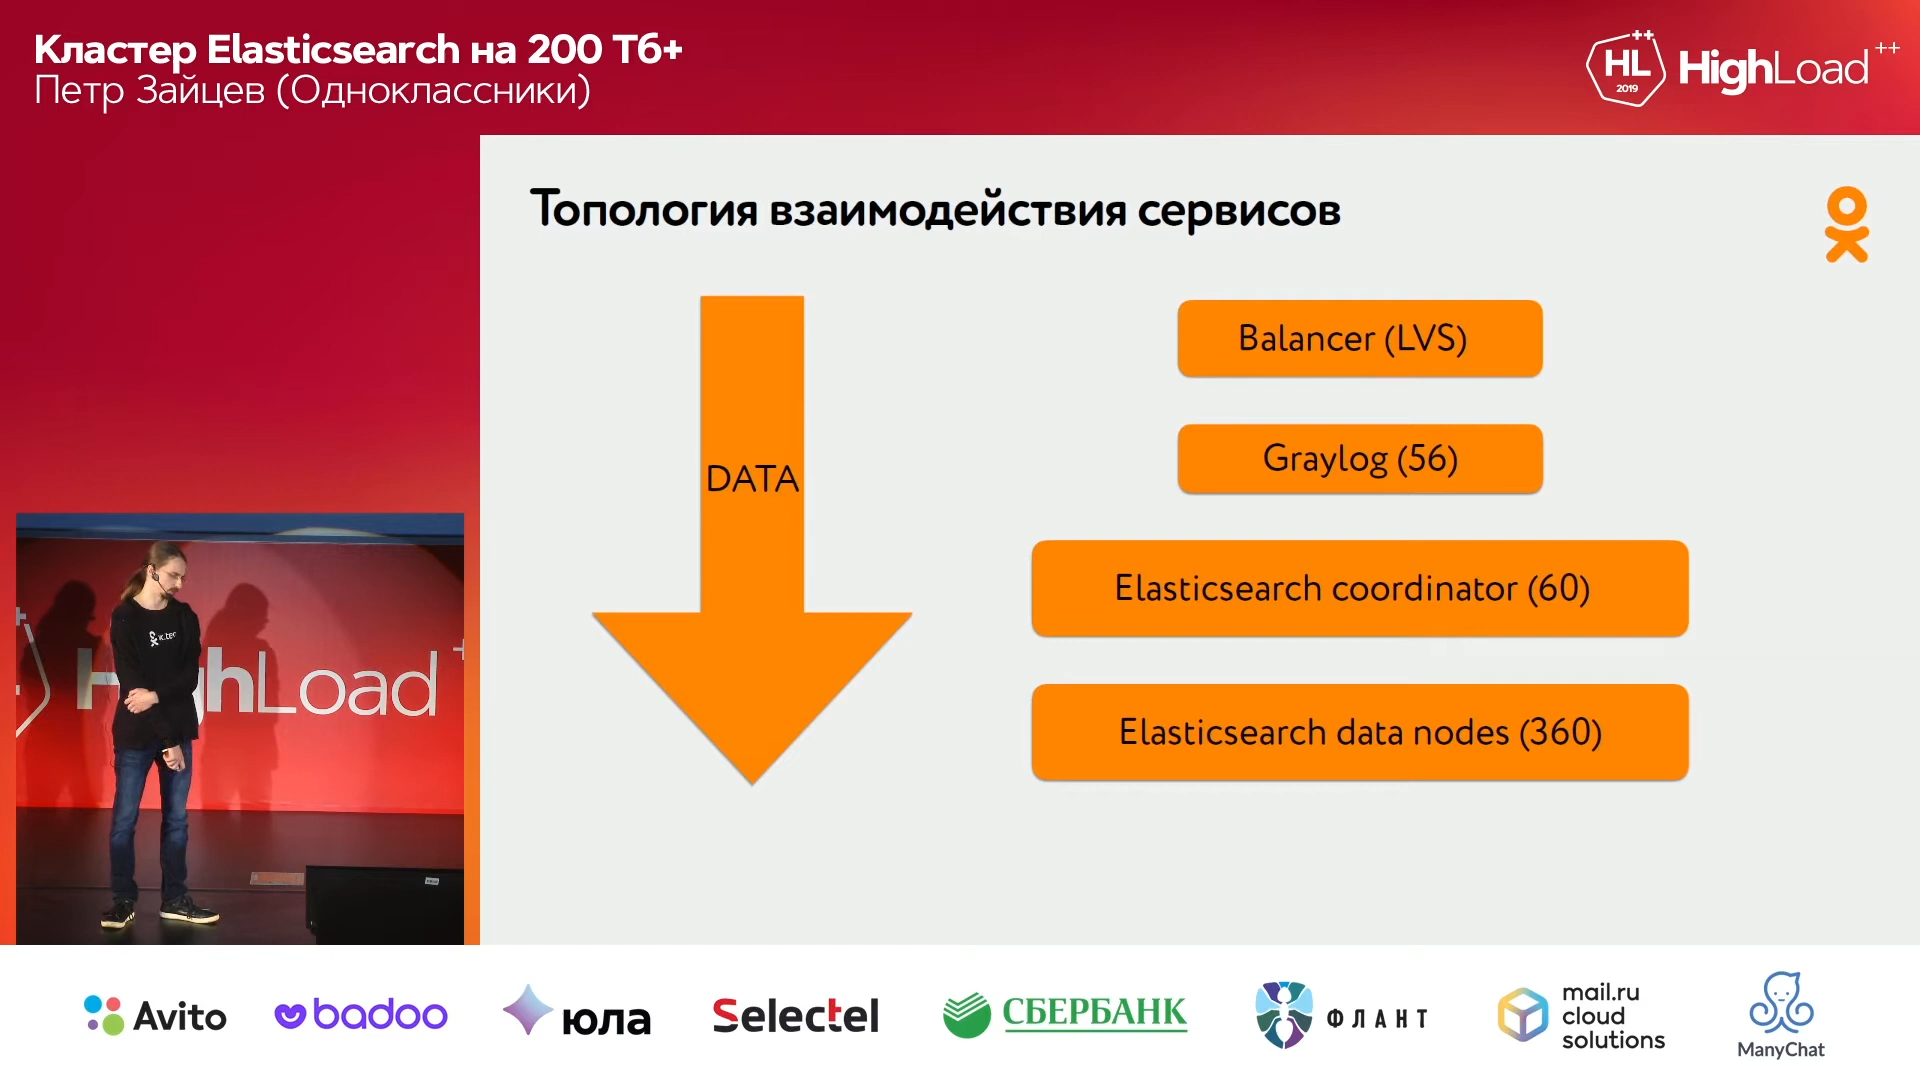 Кластер Elasticsearch на 200 Тб+
Петр Зайцев (Одноклассники)
HL++
2019
HighLoad++
Топология взаимодействия сервисов
DATA
Balancer (LVS)
Graylog (56)
Elasticsearch coordinator (60)
Elasticsearch data nodes (360)
HighLoad
Avito
badoo
юла
Selectel
СБЕРБАНК
ФЛАНТ
mail.ru
cloud
solutions
ManyChat